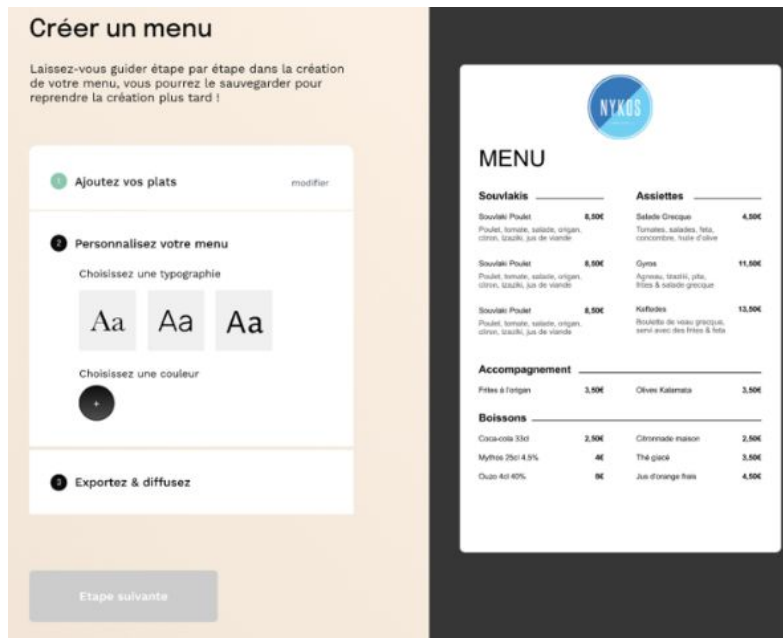 Créer un menu
Laissez-vous guider étape par étape dans la création
de votre menu, vous pourrez le sauvegarder pour
reprendre la création plus tard !
1 Ajoutez vos plats modifier
2 Personnalisez votre menu
Choisissez une typographie
Aa Aa Aa
Choisissez une couleur
+
3 Exportez & diffusez
Etape suivante
NYKOS
MENU
Souvlakis
Souvlaki Poulet 8,50€
Poulet, tomate, salade, origan,
citron, tzaziki, jus de viande
Souvlaki Poulet 8,50€
Poulet, tomate, salade, origan,
citron, tzaziki, jus de viande
Souvlaki Poulet 8,50€
Poulet, tomate, salade, origan,
citron, tzaziki, jus de viande
Assiettes
Salade Grecque 4,50€
Tomates, salades, feta,
concombre, huile d'olive
Gyros 11,50€
Agneau, tzaziki, pita,
frites & salade grecque
Keftedes 13,50€
Boulette de veau grecque,
servi avec des frites & feta
Accompagnement
Frites à l'origan 3,50€ Olives Kalamata 3,50€
Boissons
Coca-cola 33cl 2,50€ Citronnade maison 2,50€
Mythos 25cl 4.5% 4€ Thé glacé 3,50€
Ouzo 4cl 40% Jus d'orange frais 4,50€